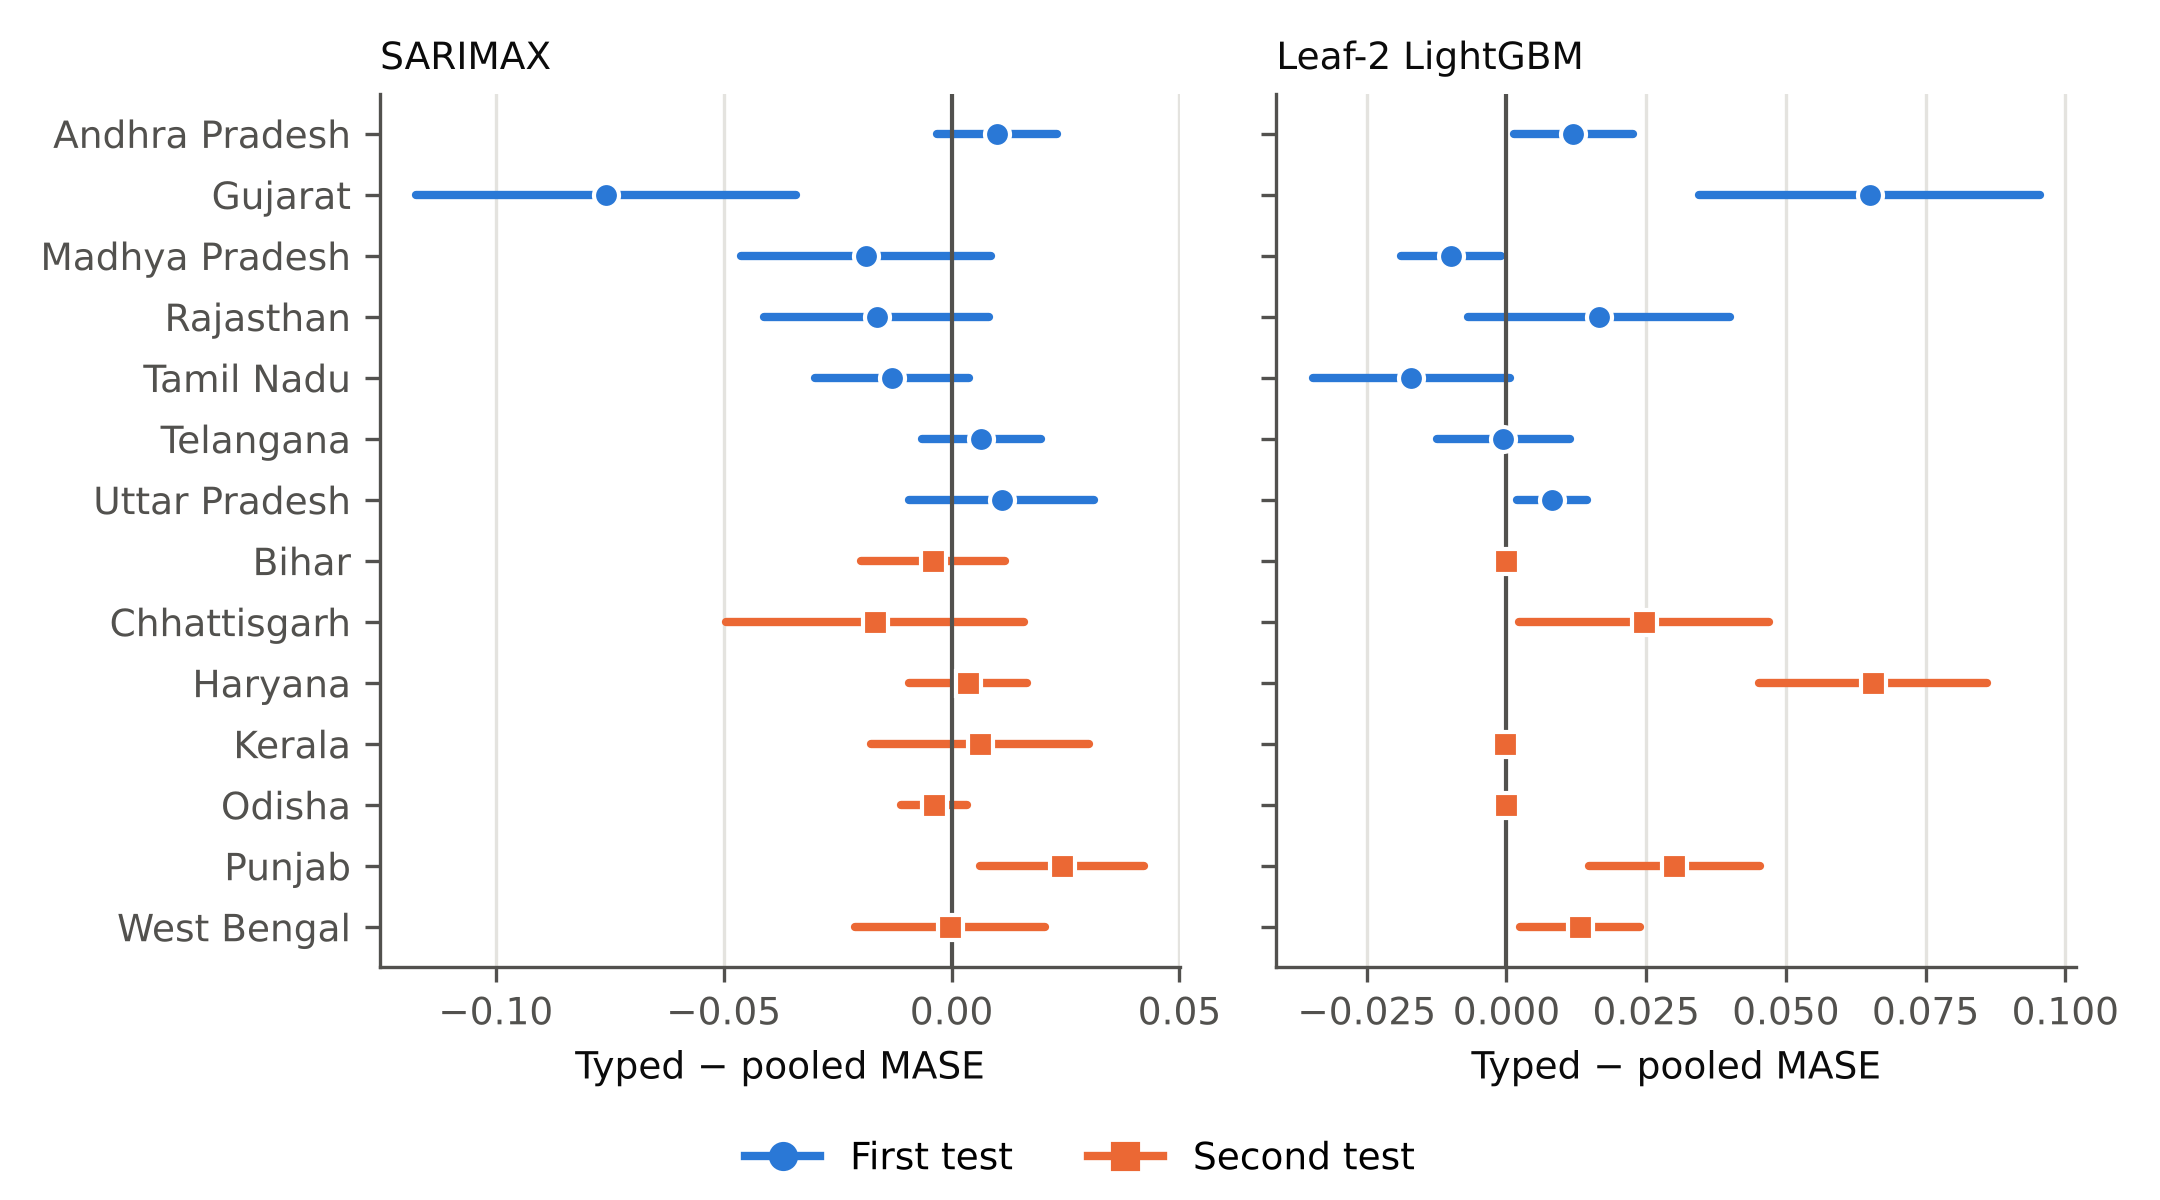 SARIMAX
Leaf-2 LightGBM
Andhra Pradesh
Gujarat
Madhya Pradesh
Rajasthan
Tamil Nadu
Telangana
Uttar Pradesh
Bihar
Chhattisgarh
Haryana
Kerala
Odisha
Punjab
West Bengal
−0.10 −0.05 0.00 0.05
−0.025 0.000 0.025 0.050 0.075 0.100
Typed − pooled MASE
Typed − pooled MASE
First test
Second test